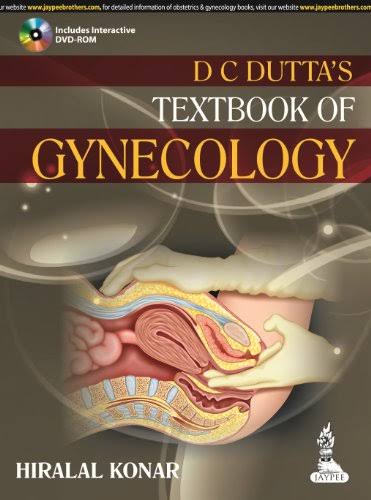 ur website www.jaypeebrothers.com, for detailed information of obstetrics & gynecology books, visit our website www.jaypeebrothers.com
Includes Interactive
DVD-ROM
D C DUTTA'S
TEXTBOOK OF
GYNECOLOGY
HIRALAL KONAR
JAYPEE